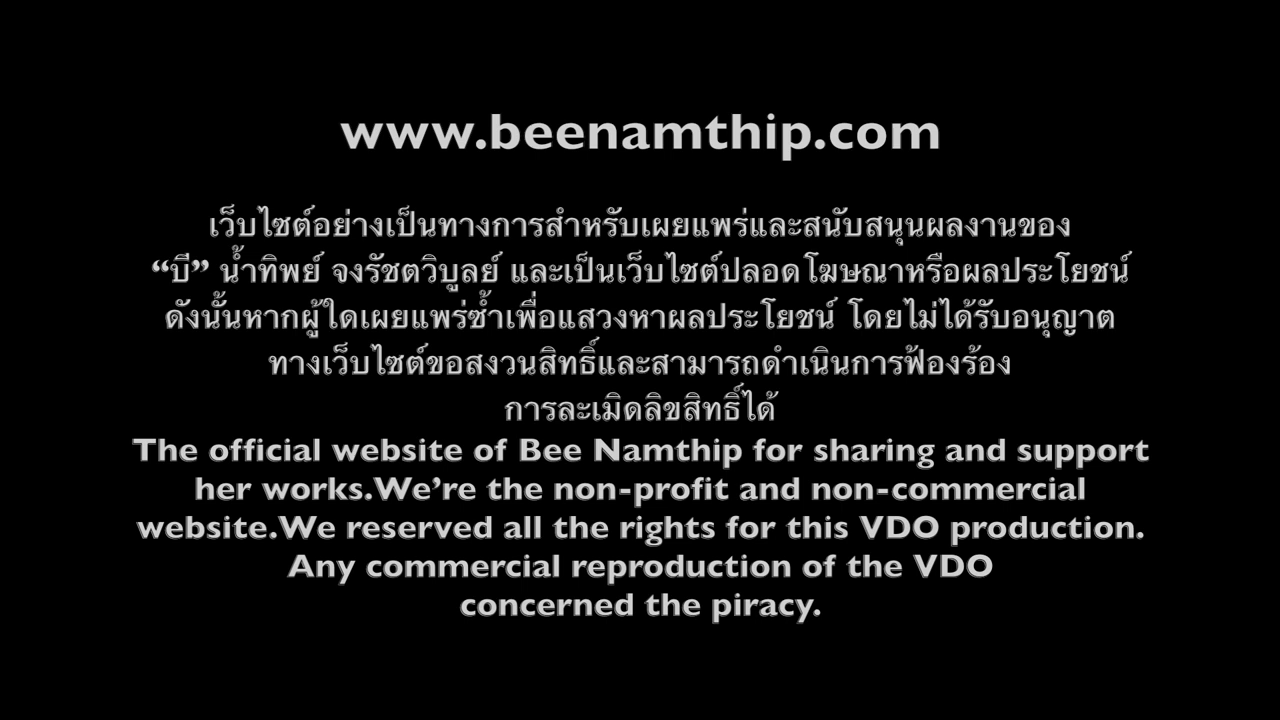 www.beenamthip.com
เว็บไซต์อย่างเป็นทางการสำหรับเผยแพร่และสนับสนุนผลงานของ
“บี” น้ำทิพย์ จงรัชตวิบูลย์ และเป็นเว็บไซต์ปลอดโฆษณาหรือผลประโยชน์
ดังนั้นหากผู้ใดเผยแพร่ซ้ำเพื่อแสวงหาผลประโยชน์ โดยไม่ได้รับอนุญาต
ทางเว็บไซต์ขอสงวนสิทธิ์และสามารถดำเนินการฟ้องร้อง
การละเมิดลิขสิทธิ์ได้
The official website of Bee Namthip for sharing and support
her works.We’re the non-profit and non-commercial
website.We reserved all the rights for this VDO production.
Any commercial reproduction of the VDO
concerned the piracy.